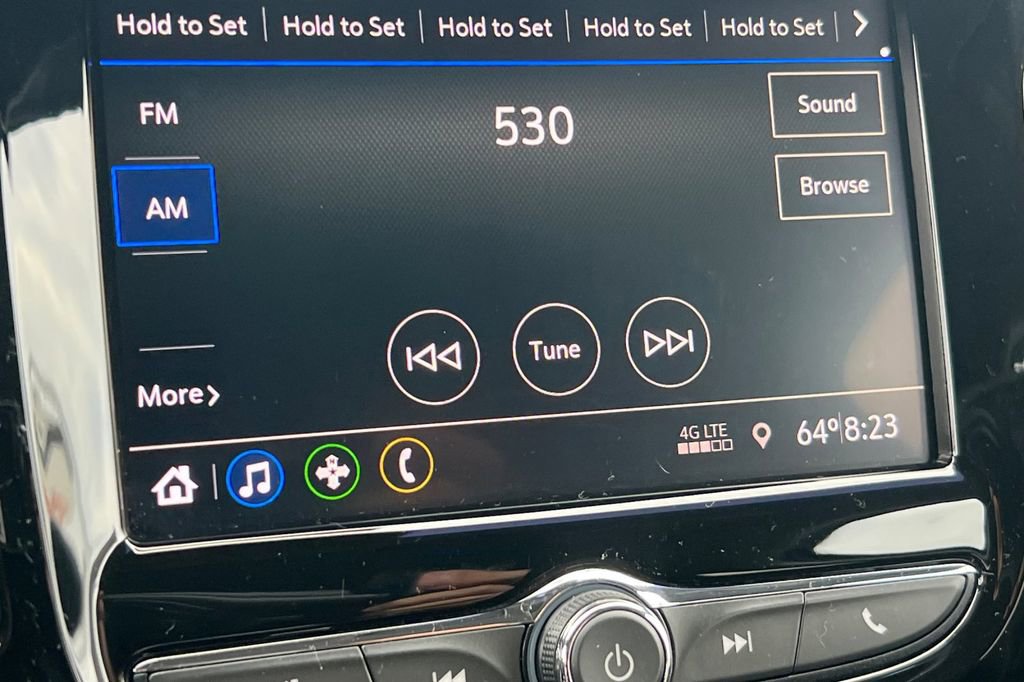 Hold to Set Hold to Set Hold to Set Hold to Set Hold to Set
FM
530
Sound
AM
Browse
Tune
More
4G LTE
64° 8:23
N